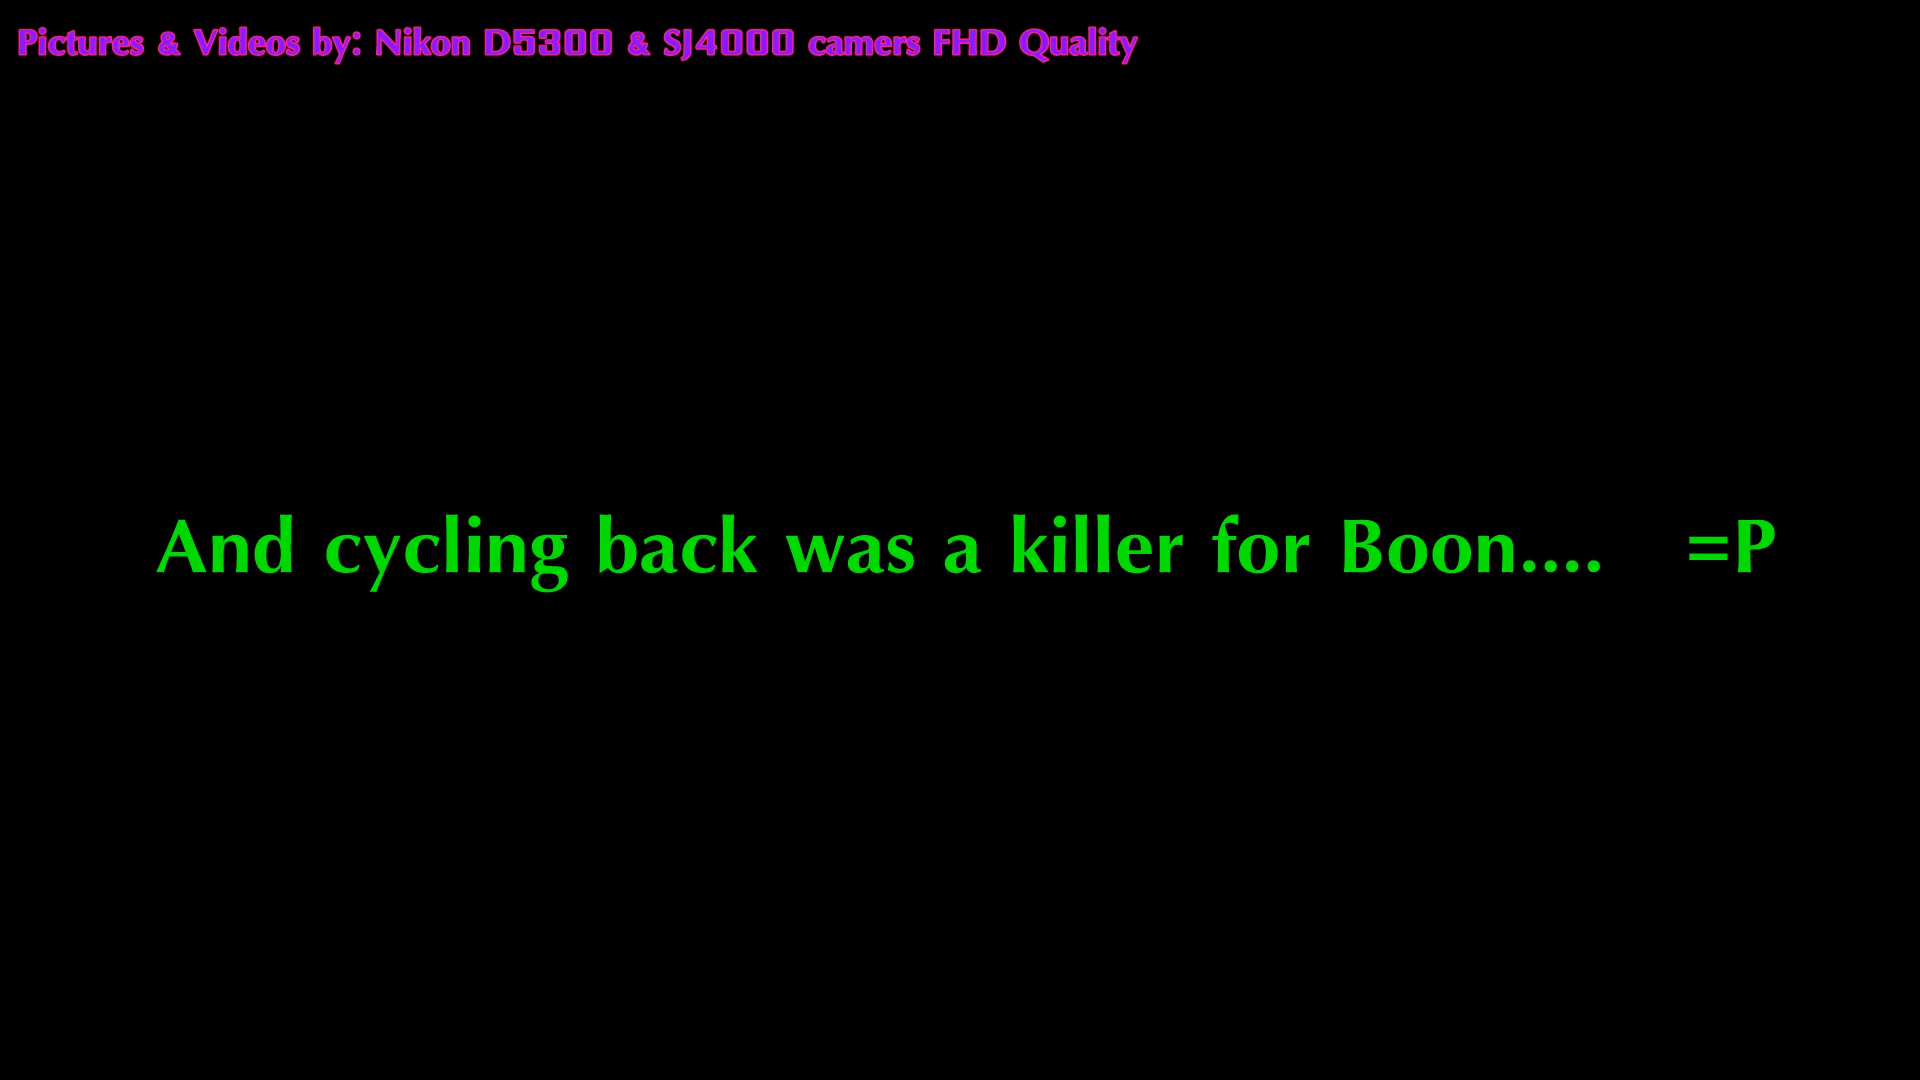 Pictures & Videos by: Nikon D5300 & SJ4000 camers FHD Quality
And cycling back was a killer for Boon.... =P